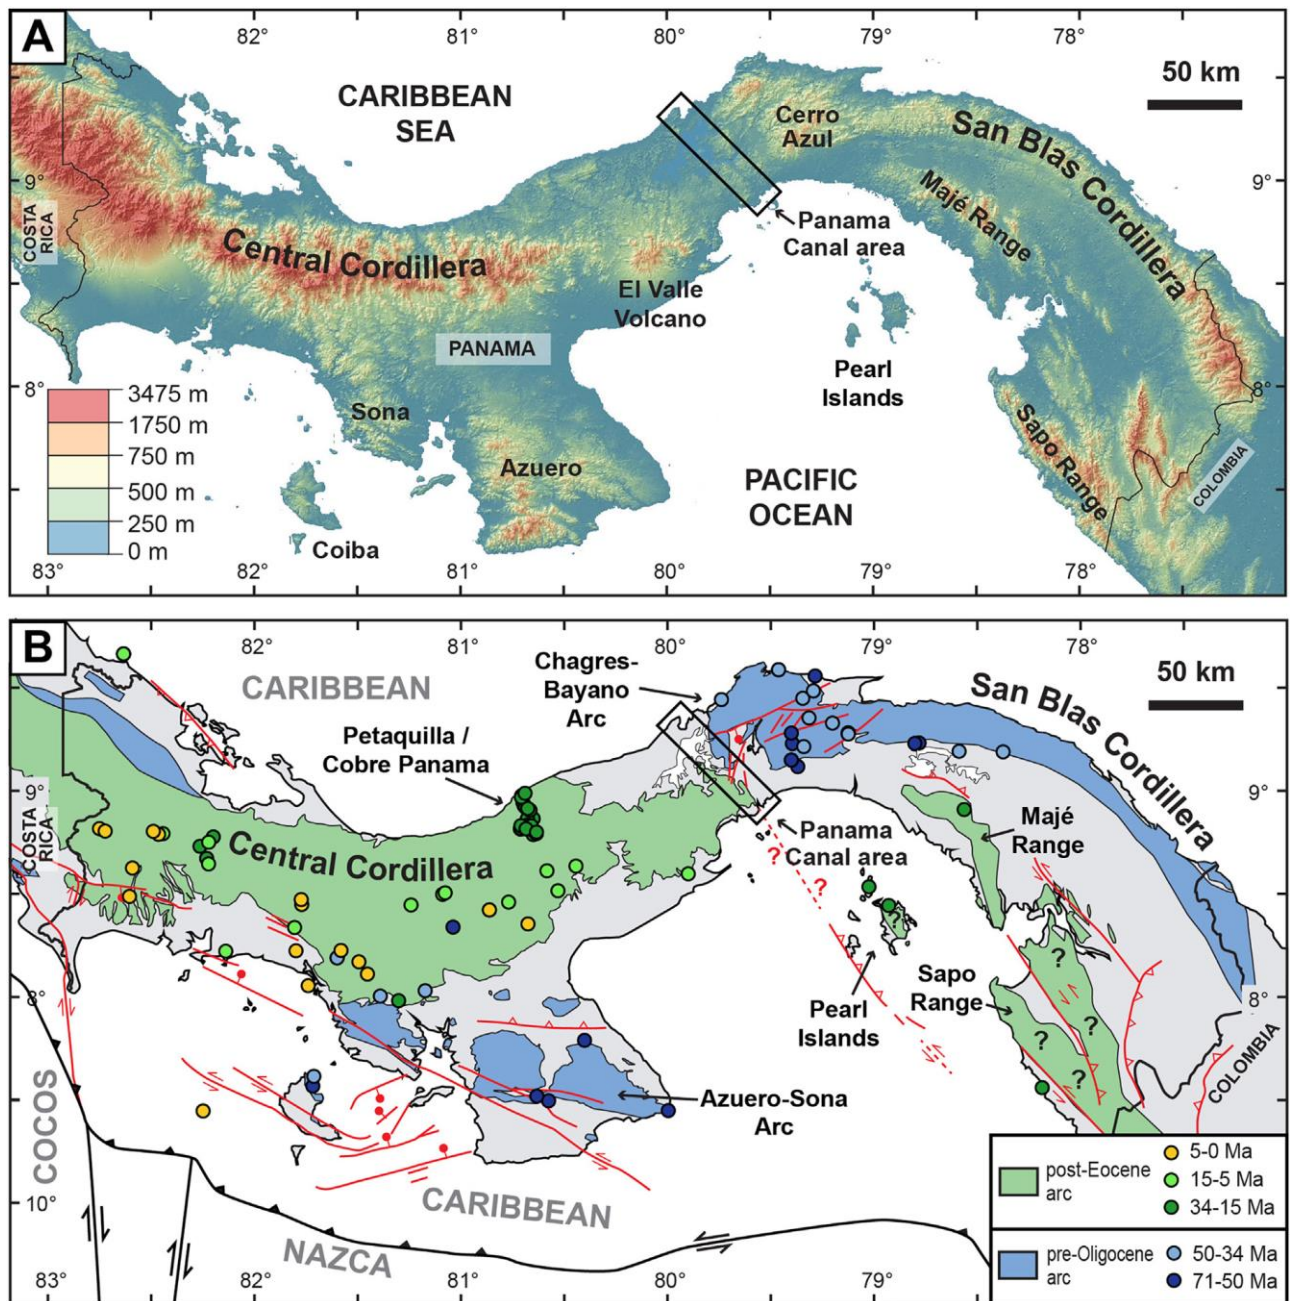 A
82°
81°
80°
79°
78°
CARIBBEAN
SEA
50 km
Cerro
Azul
San Blas Cordillera
9°
9°
COSTA
RICA
Majé Range
Panama
Canal area
Central Cordillera
El Valle
Volcano
PANAMA
Pearl
Islands
8°
8°
3475 m
1750 m
750 m
500 m
250 m
0 m
Sona
Azuero
Sapo Range
COLOMBIA
PACIFIC
OCEAN
Coiba
83°
82°
81°
80°
79°
78°
B
82°
81°
80°
79°
78°
CARIBBEAN
Chagres-
Bayano
Arc
50 km
San Blas Cordillera
Petaquilla /
Cobre Panama
9°
9°
COSTA
RICA
Central Cordillera
Panama
Canal area
Majé
Range
?
?
?
Pearl
Islands
Sapo
Range
?
?
?
?
8°
8°
COLOMBIA
Azuero-Sona
Arc
COCOS
CARIBBEAN
NAZCA
10°
post-Eocene
arc
5-0 Ma
15-5 Ma
34-15 Ma
pre-Oligocene
arc
50-34 Ma
71-50 Ma
83°
82°
81°
80°
79°